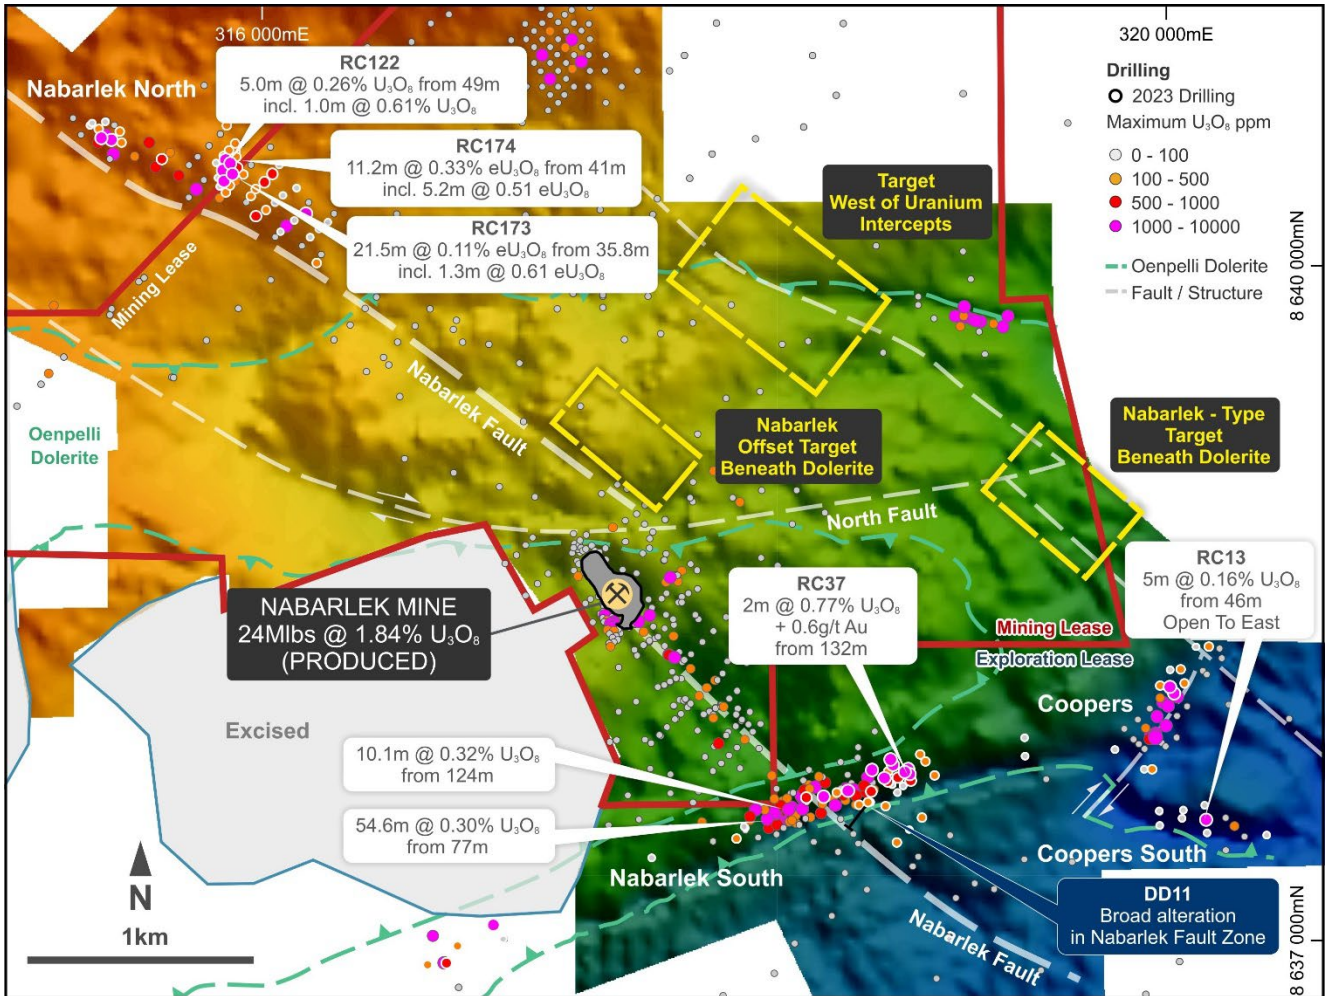 316 000mE
320 000mE
Nabarlek North
RC122
5.0m @ 0.26% U₃O₈ from 49m
incl. 1.0m @ 0.61% U₃O₈
RC174
11.2m @ 0.33% eU₃O₈ from 41m
incl. 5.2m @ 0.51 eU₃O₈
RC173
21.5m @ 0.11% eU₃O₈ from 35.8m
incl. 1.3m @ 0.61 eU₃O₈
Mining Lease
Target
West of Uranium
Intercepts
Drilling
2023 Drilling
Maximum U₃O₈ ppm
0 - 100
100 - 500
500 - 1000
1000 - 10000
Oenpelli Dolerite
Fault / Structure
8 640 000mN
Nabarlek Fault
Oenpelli
Dolerite
Nabarlek
Offset Target
Beneath Dolerite
Nabarlek - Type
Target
Beneath Dolerite
North Fault
NABARLEK MINE
24Mlbs @ 1.84% U₃O₈
(PRODUCED)
RC37
2m @ 0.77% U₃O₈
+ 0.6g/t Au
from 132m
RC13
5m @ 0.16% U₃O₈
from 46m
Open To East
Mining Lease
Exploration Lease
Coopers
Excised
10.1m @ 0.32% U₃O₈
from 124m
54.6m @ 0.30% U₃O₈
from 77m
Nabarlek South
Coopers South
DD11
Broad alteration
in Nabarlek Fault Zone
Nabarlek Fault
N
1km
8 637 000mN